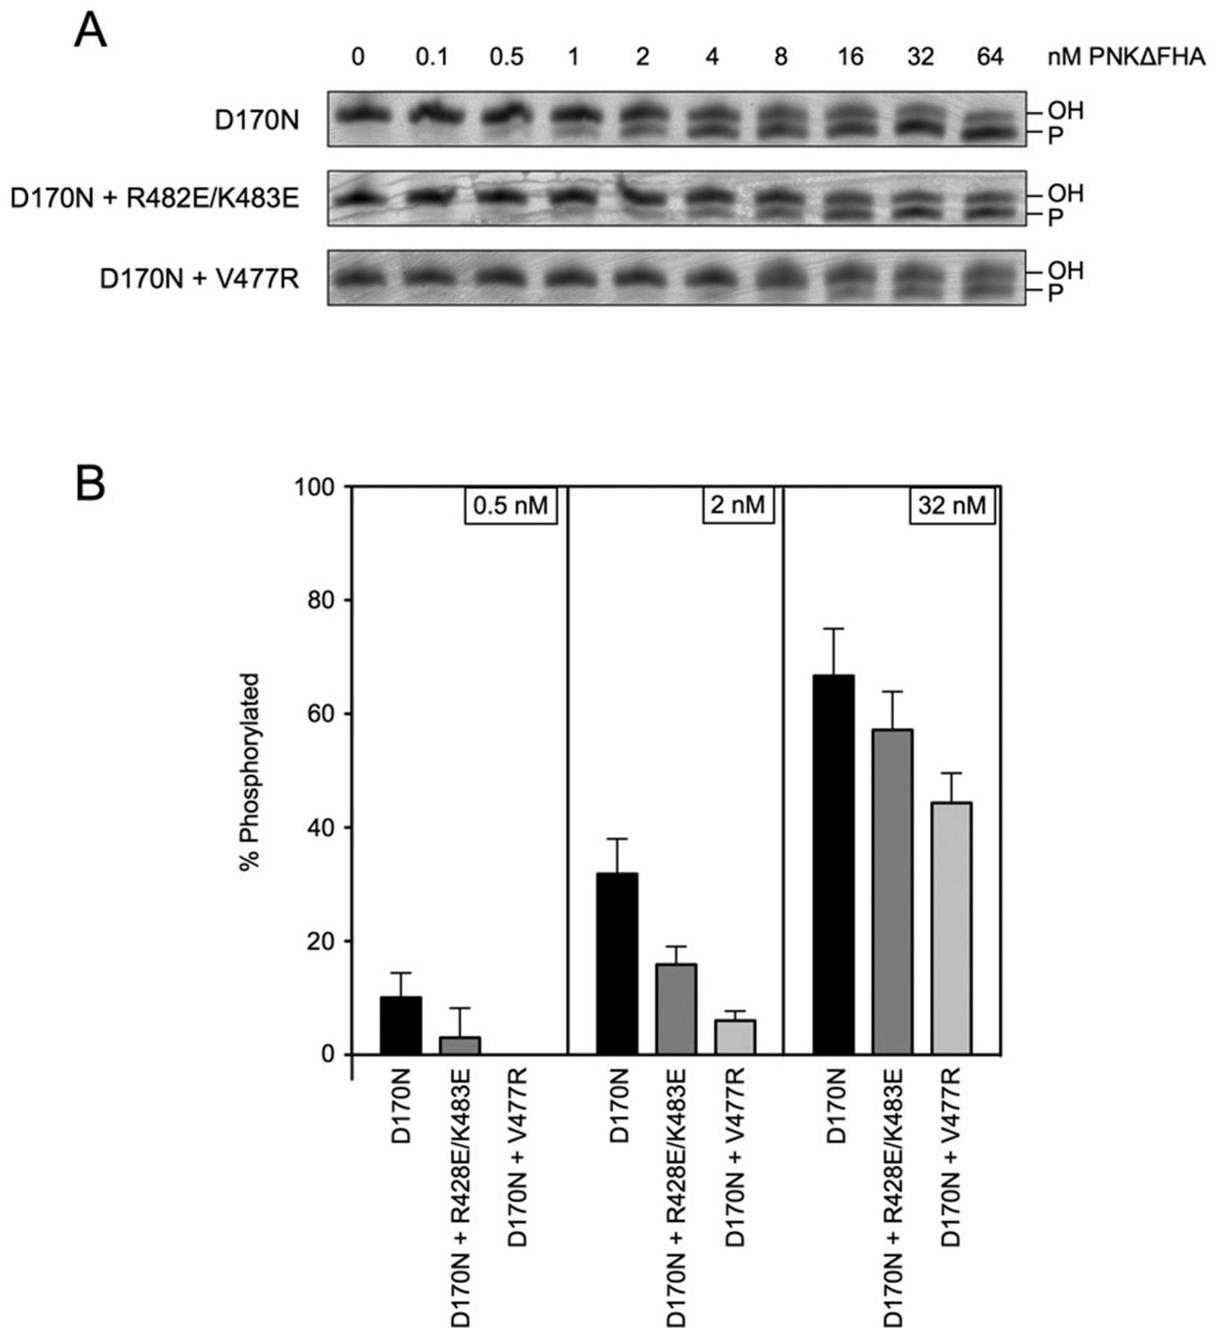 A
0 0.1 0.5 1 2 4 8 16 32 64 nM PNKΔFHA
D170N
OH
P
D170N + R482E/K483E
OH
P
D170N + V477R
OH
P
B
100
80
60
40
20
0
% Phosphorylated
0.5 nM
2 nM
32 nM
D170N
D170N + R428E/K483E
D170N + V477R
D170N
D170N + R428E/K483E
D170N + V477R
D170N
D170N + R428E/K483E
D170N + V477R